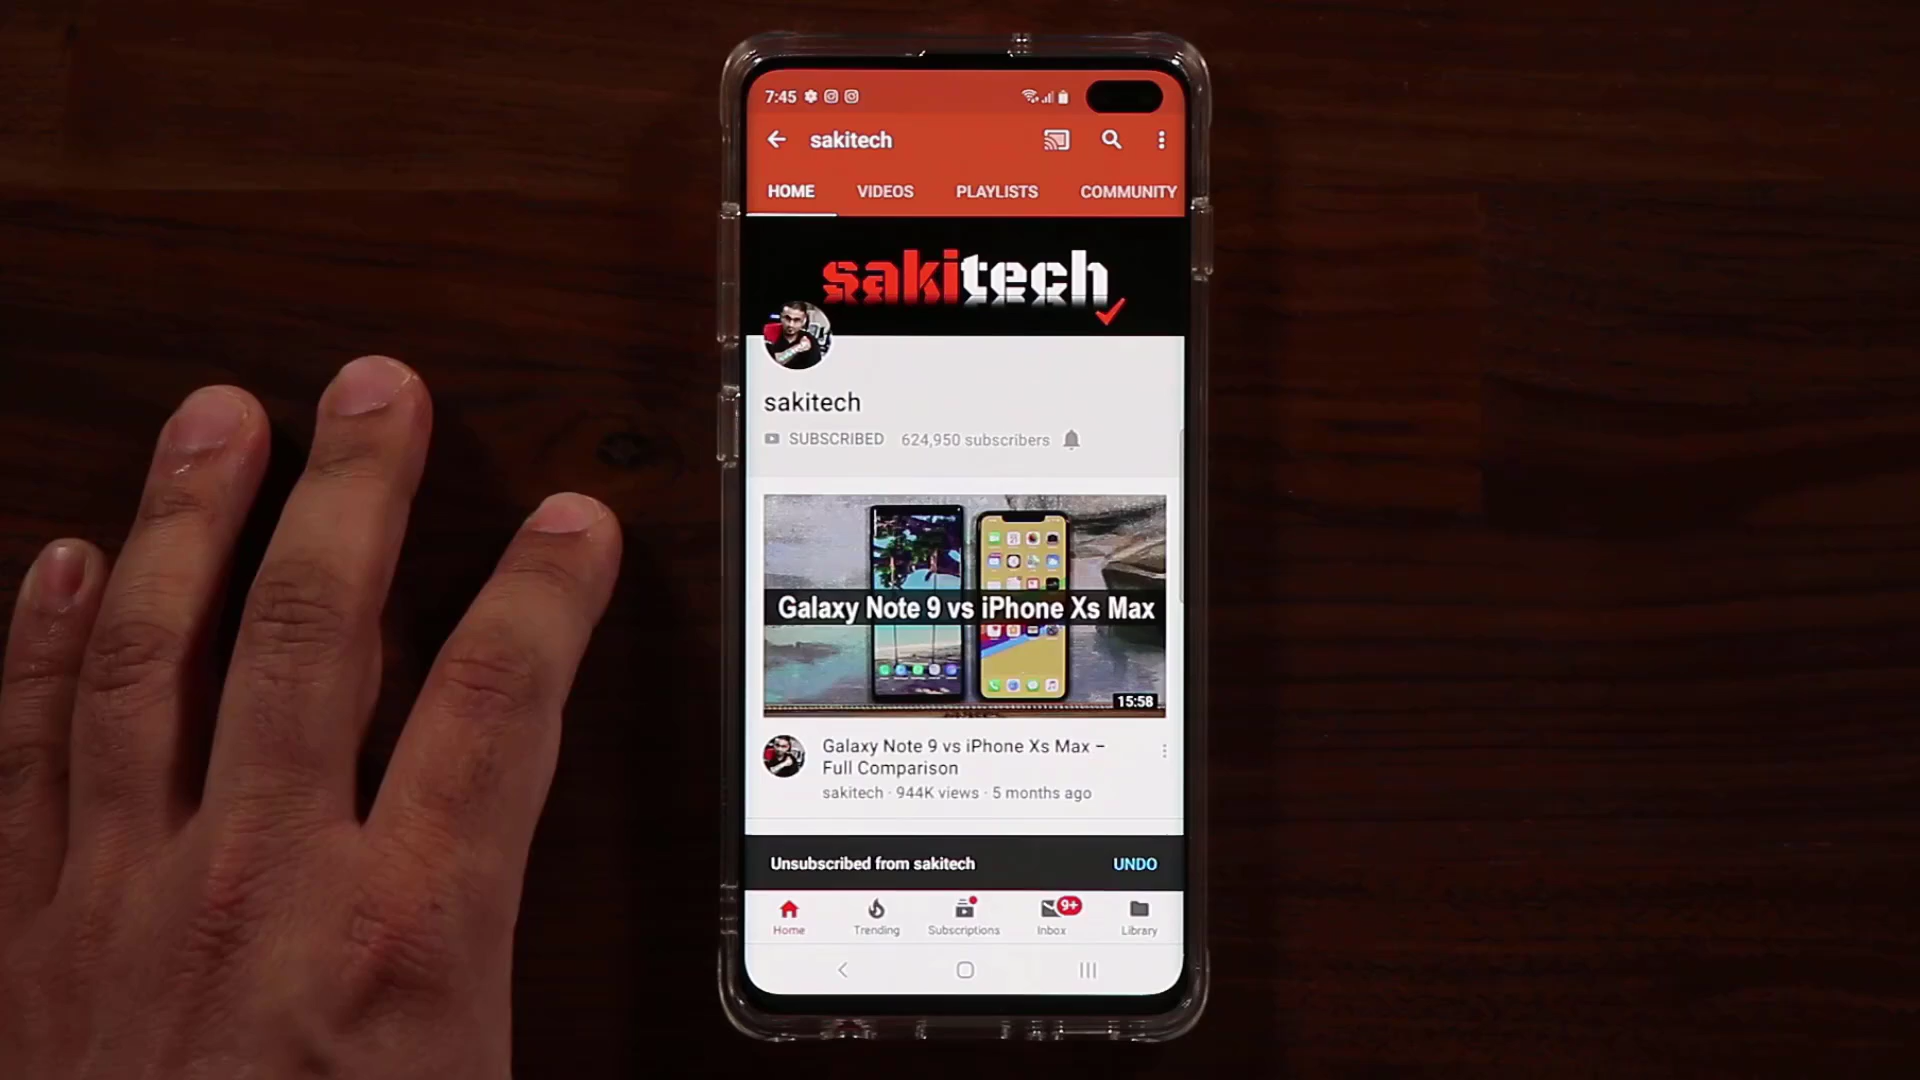 7:45
sakitech
HOME VIDEOS PLAYLISTS COMMUNITY
sakitech
sakitech
SUBSCRIBED 624,950 subscribers
Galaxy Note 9 vs iPhone Xs Max
15:58
Galaxy Note 9 vs iPhone Xs Max –
Full Comparison
sakitech · 944K views · 5 months ago
Unsubscribed from sakitech UNDO
9+
Home Trending Subscriptions Inbox Library